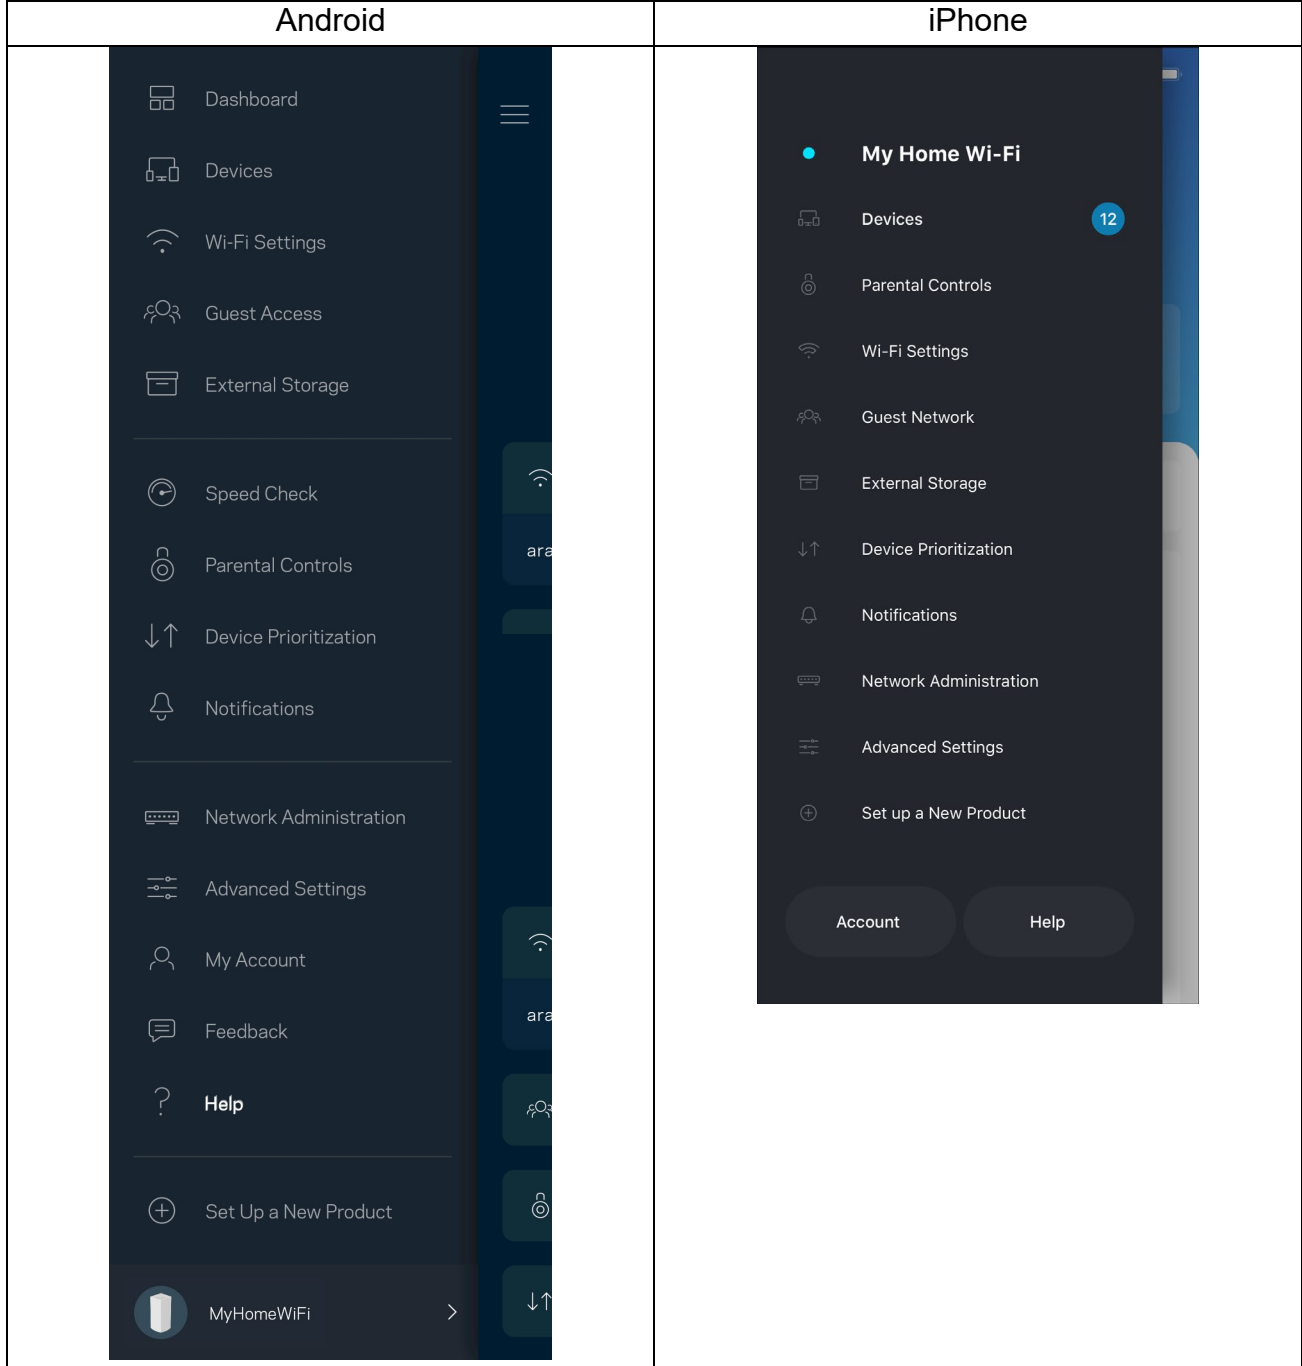 Android
iPhone
Dashboard
Devices
Wi-Fi Settings
Guest Access
External Storage
Speed Check
Parental Controls
Device Prioritization
Notifications
Network Administration
Advanced Settings
My Account
Feedback
Help
Set Up a New Product
MyHomeWiFi
ara
ara
My Home Wi-Fi
Devices 12
Parental Controls
Wi-Fi Settings
Guest Network
External Storage
Device Prioritization
Notifications
Network Administration
Advanced Settings
Set up a New Product
Account Help